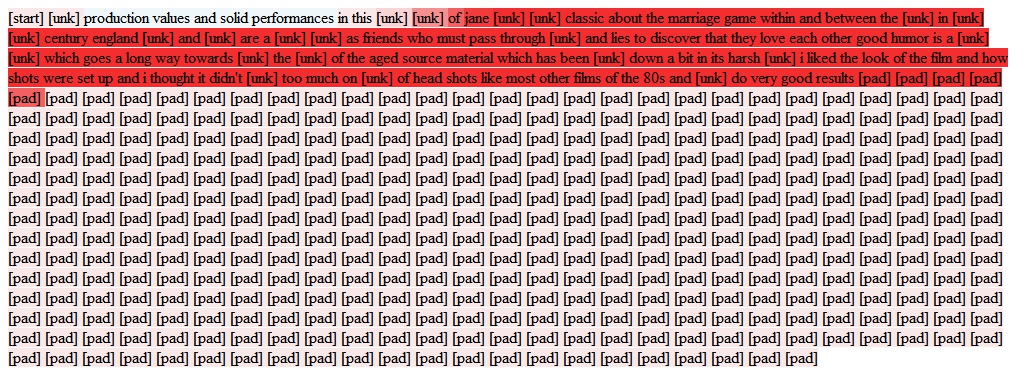 [start] [unk] production values and solid performances in this [unk] [unk] of jane [unk] [unk] classic about the marriage game within and between the [unk] in [unk]
[unk] century england [unk] and [unk] are a [unk] [unk] as friends who must pass through [unk] and lies to discover that they love each other good humor is a [unk]
[unk] which goes a long way towards [unk] the [unk] of the aged source material which has been [unk] down a bit in its harsh [unk] i liked the look of the film and how
shots were set up and i thought it didn't [unk] too much on [unk] of head shots like most other films of the 80s and [unk] do very good results [pad] [pad] [pad] [pad]
[pad] [pad] [pad] [pad] [pad] [pad] [pad] [pad] [pad] [pad] [pad] [pad] [pad] [pad] [pad] [pad] [pad] [pad] [pad] [pad] [pad] [pad] [pad] [pad] [pad] [pad] [pad]
[pad] [pad] [pad] [pad] [pad] [pad] [pad] [pad] [pad] [pad] [pad] [pad] [pad] [pad] [pad] [pad] [pad] [pad] [pad] [pad] [pad] [pad] [pad] [pad] [pad] [pad] [pad]
[pad] [pad] [pad] [pad] [pad] [pad] [pad] [pad] [pad] [pad] [pad] [pad] [pad] [pad] [pad] [pad] [pad] [pad] [pad] [pad] [pad] [pad] [pad] [pad] [pad] [pad] [pad]
[pad] [pad] [pad] [pad] [pad] [pad] [pad] [pad] [pad] [pad] [pad] [pad] [pad] [pad] [pad] [pad] [pad] [pad] [pad] [pad] [pad] [pad] [pad] [pad] [pad] [pad] [pad]
[pad] [pad] [pad] [pad] [pad] [pad] [pad] [pad] [pad] [pad] [pad] [pad] [pad] [pad] [pad] [pad] [pad] [pad] [pad] [pad] [pad] [pad] [pad] [pad] [pad] [pad] [pad]
[pad] [pad] [pad] [pad] [pad] [pad] [pad] [pad] [pad] [pad] [pad] [pad] [pad] [pad] [pad] [pad] [pad] [pad] [pad] [pad] [pad] [pad] [pad] [pad] [pad] [pad] [pad]
[pad] [pad] [pad] [pad] [pad] [pad] [pad] [pad] [pad] [pad] [pad] [pad] [pad] [pad] [pad] [pad] [pad] [pad] [pad] [pad] [pad] [pad] [pad] [pad] [pad] [pad] [pad]
[pad] [pad] [pad] [pad] [pad] [pad] [pad] [pad] [pad] [pad] [pad] [pad] [pad] [pad] [pad] [pad] [pad] [pad] [pad] [pad] [pad] [pad] [pad] [pad] [pad] [pad] [pad]
[pad] [pad] [pad] [pad] [pad] [pad] [pad] [pad] [pad] [pad] [pad] [pad] [pad] [pad] [pad] [pad] [pad] [pad] [pad] [pad] [pad] [pad] [pad] [pad] [pad] [pad] [pad]
[pad] [pad] [pad] [pad] [pad] [pad] [pad] [pad] [pad] [pad] [pad] [pad] [pad] [pad] [pad] [pad] [pad] [pad] [pad] [pad] [pad] [pad] [pad] [pad] [pad] [pad] [pad]
[pad] [pad] [pad] [pad] [pad] [pad] [pad] [pad] [pad] [pad] [pad] [pad] [pad] [pad] [pad] [pad] [pad] [pad] [pad] [pad] [pad] [pad] [pad] [pad] [pad] [pad] [pad]
[pad] [pad] [pad] [pad] [pad] [pad] [pad] [pad] [pad] [pad] [pad] [pad] [pad] [pad] [pad] [pad] [pad] [pad] [pad] [pad] [pad] [pad] [pad] [pad] [pad] [pad] [pad]
[pad] [pad] [pad] [pad] [pad] [pad] [pad] [pad] [pad] [pad] [pad] [pad] [pad] [pad] [pad] [pad] [pad] [pad] [pad] [pad] [pad] [pad] [pad] [pad] [pad] [pad] [pad]
[pad] [pad] [pad] [pad] [pad] [pad] [pad] [pad] [pad] [pad] [pad] [pad] [pad] [pad] [pad] [pad] [pad] [pad] [pad] [pad] [pad] [pad]